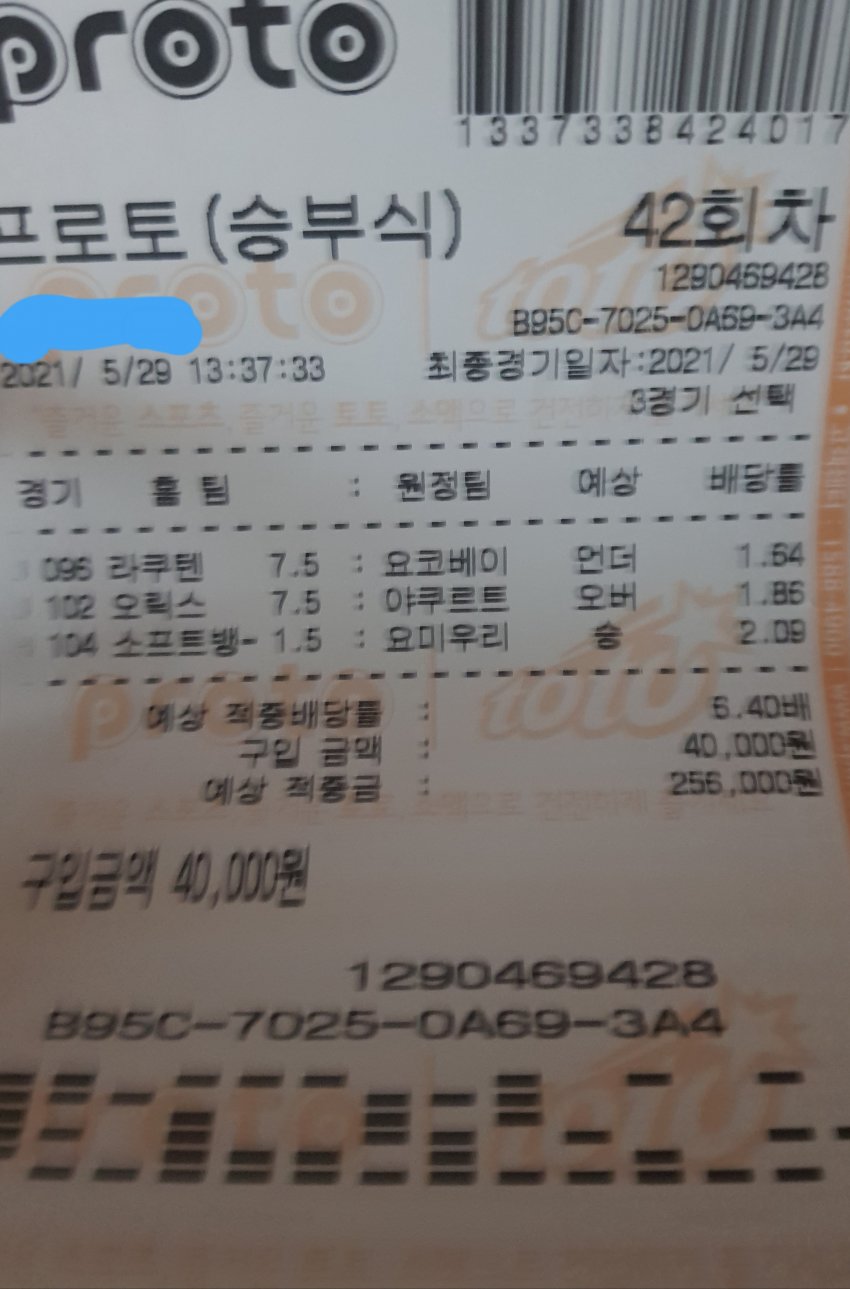 proto
1337338424017
프로토(승부식) 42회차
1290469428
B95C-7025-0A69-3A4
2021/ 5/29 13:37:33 최종경기일자:2021/ 5/29
3경기 선택
경기 홈 팀 : 원정팀 예상 배당률
096 라쿠텐 7.5 : 요코베이 언더 1.64
102 오릭스 7.5 : 야쿠르트 오버 1.86
104 소프트뱅- 1.5 : 요미우리 승 2.09
예상 적중배당률 : 6.40배
구입 금액 : 40,000원
예상 적중금 : 256,000원
구입금액 40,000원
1290469428
B95C-7025-0A69-3A4